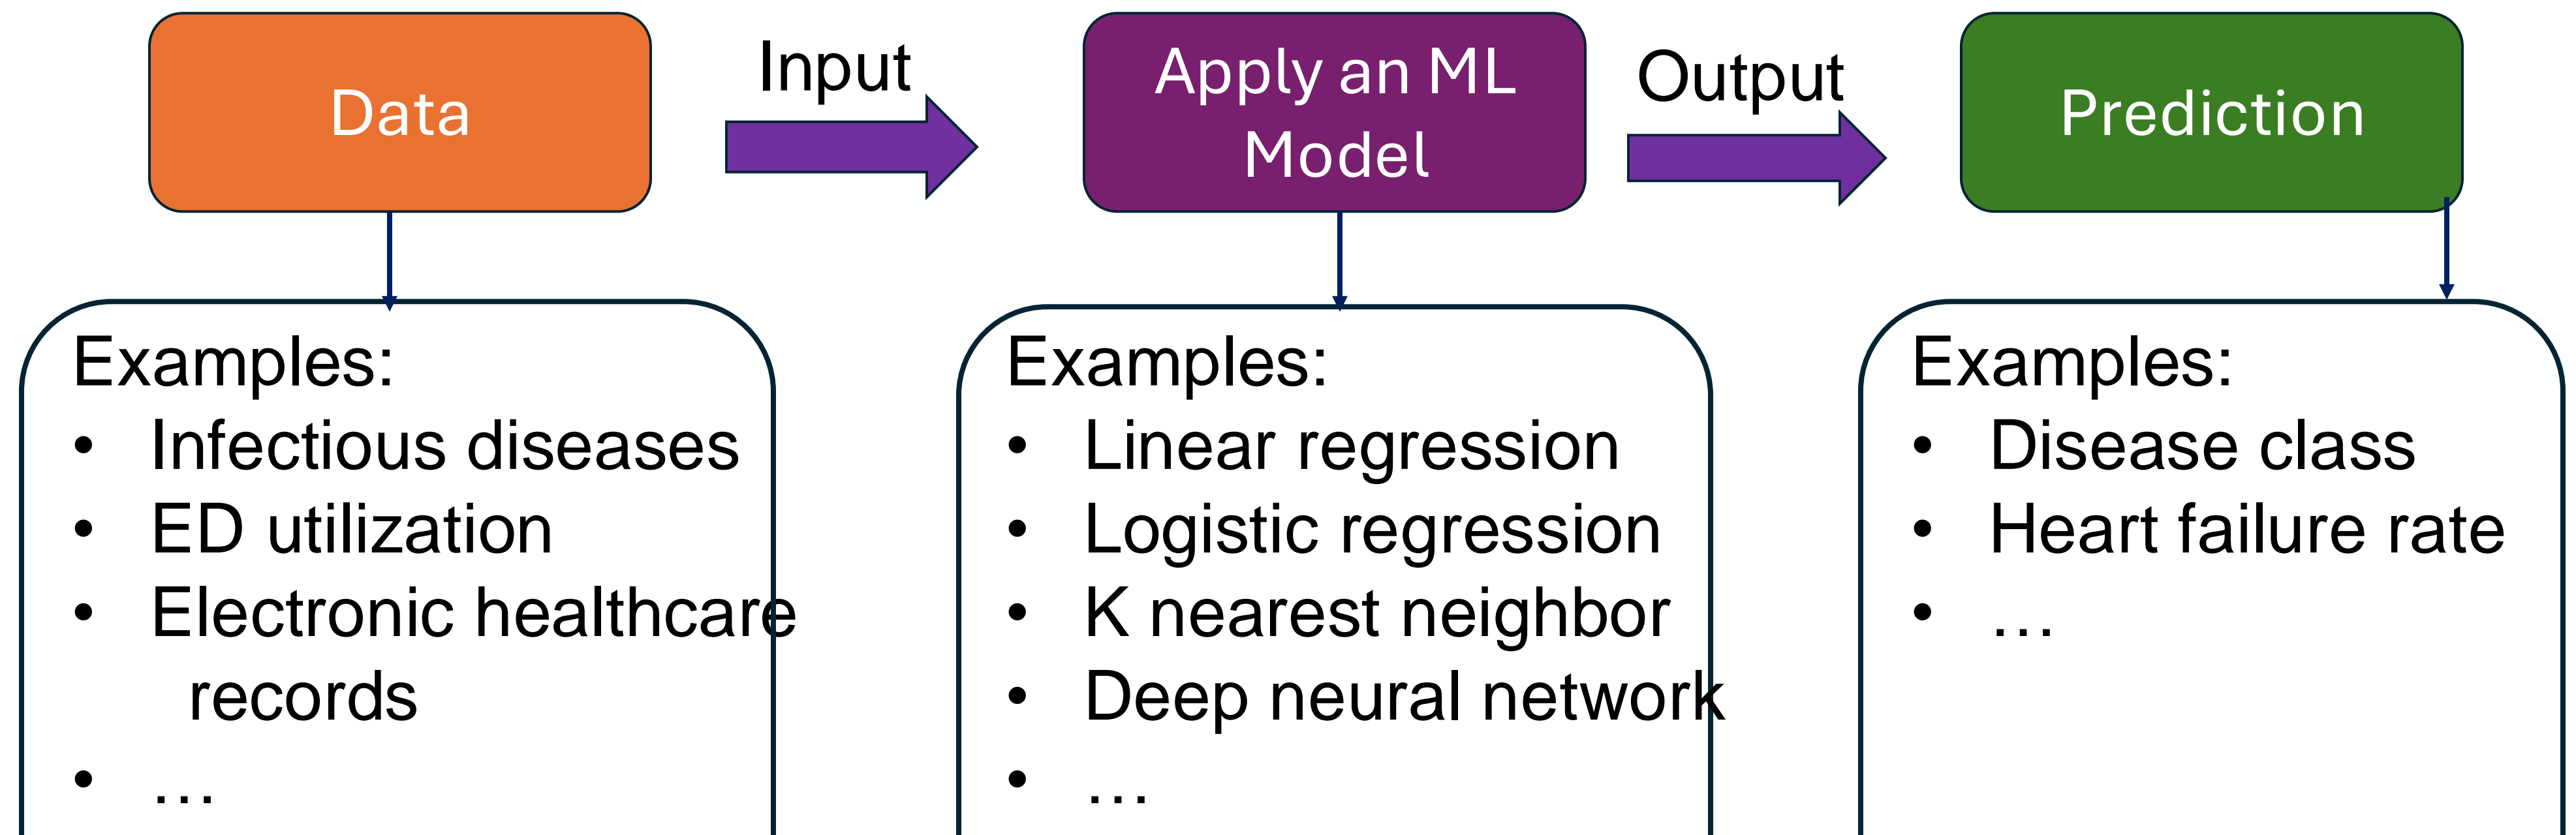 Data
Input
Apply an ML
Model
Output
Prediction
Examples:
• Infectious diseases
• ED utilization
• Electronic healthcare
records
• …
Examples:
• Linear regression
• Logistic regression
• K nearest neighbor
• Deep neural network
• …
Examples:
• Disease class
• Heart failure rate
• …